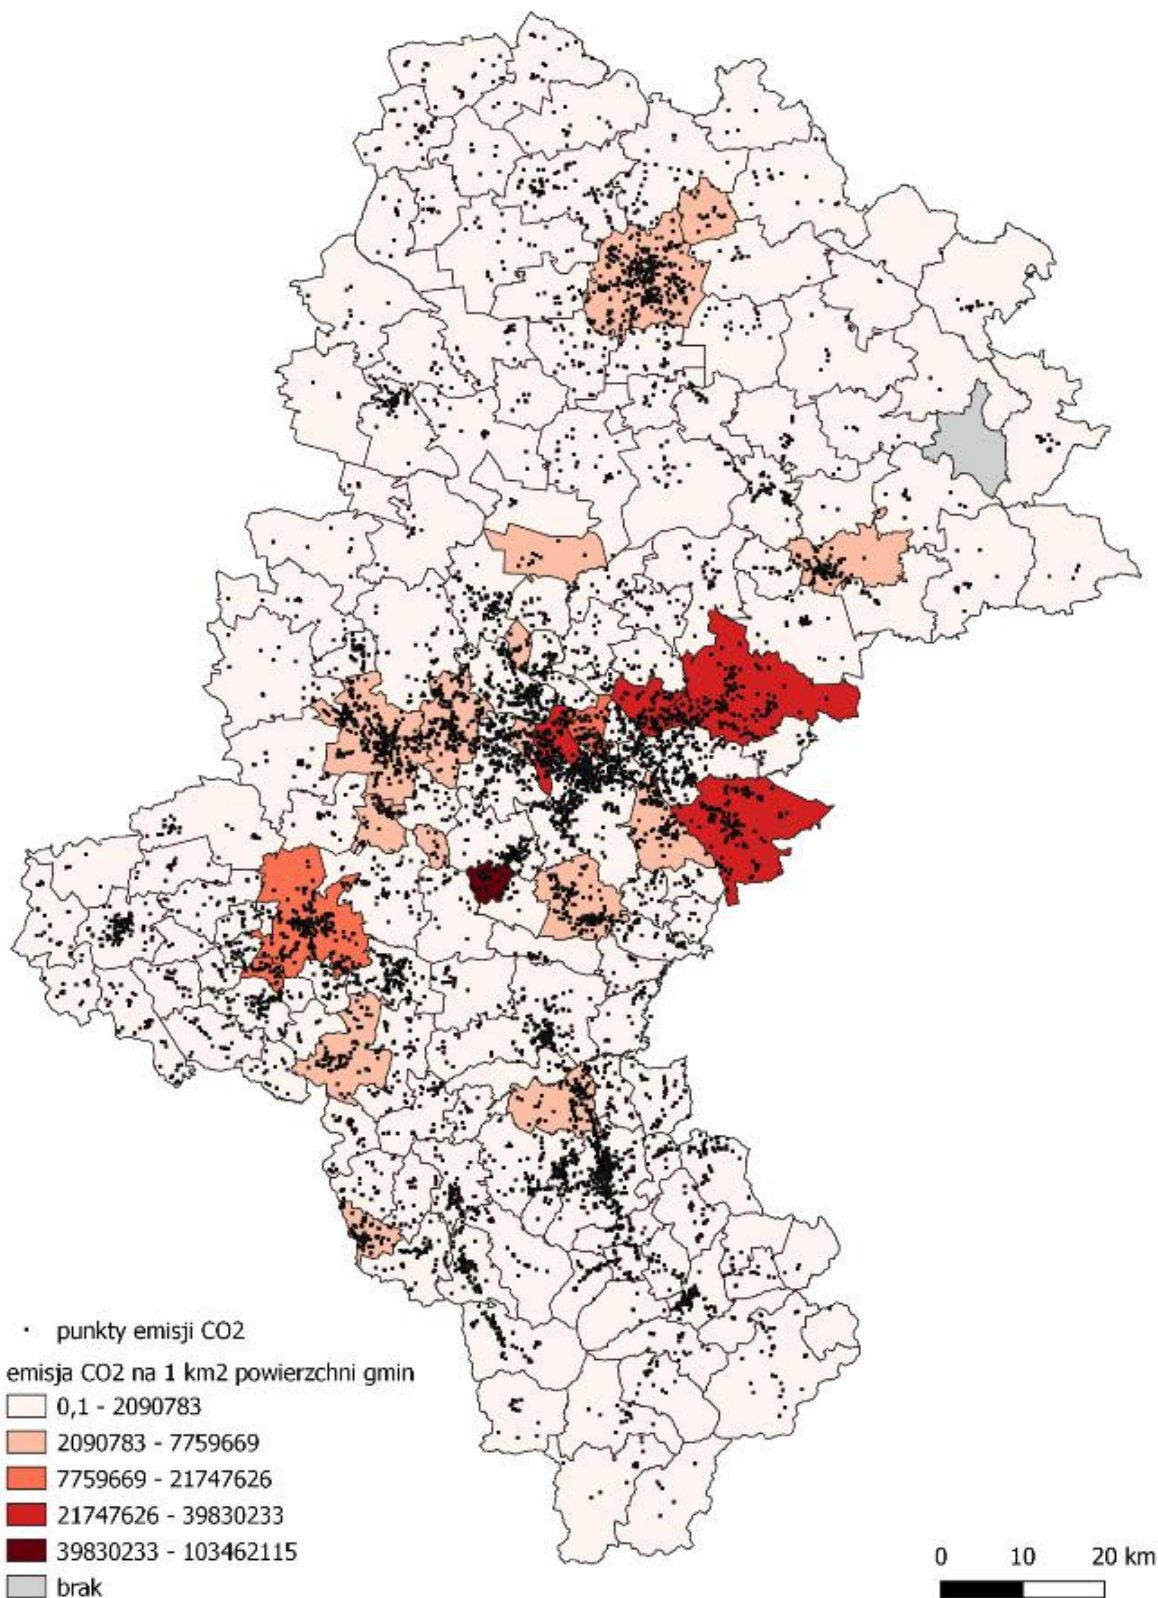 punkty emisji CO2
emisja CO2 na 1 km2 powierzchni gmin
0,1 - 2090783
2090783 - 7759669
7759669 - 21747626
21747626 - 39830233
39830233 - 103462115
brak
0 10 20 km